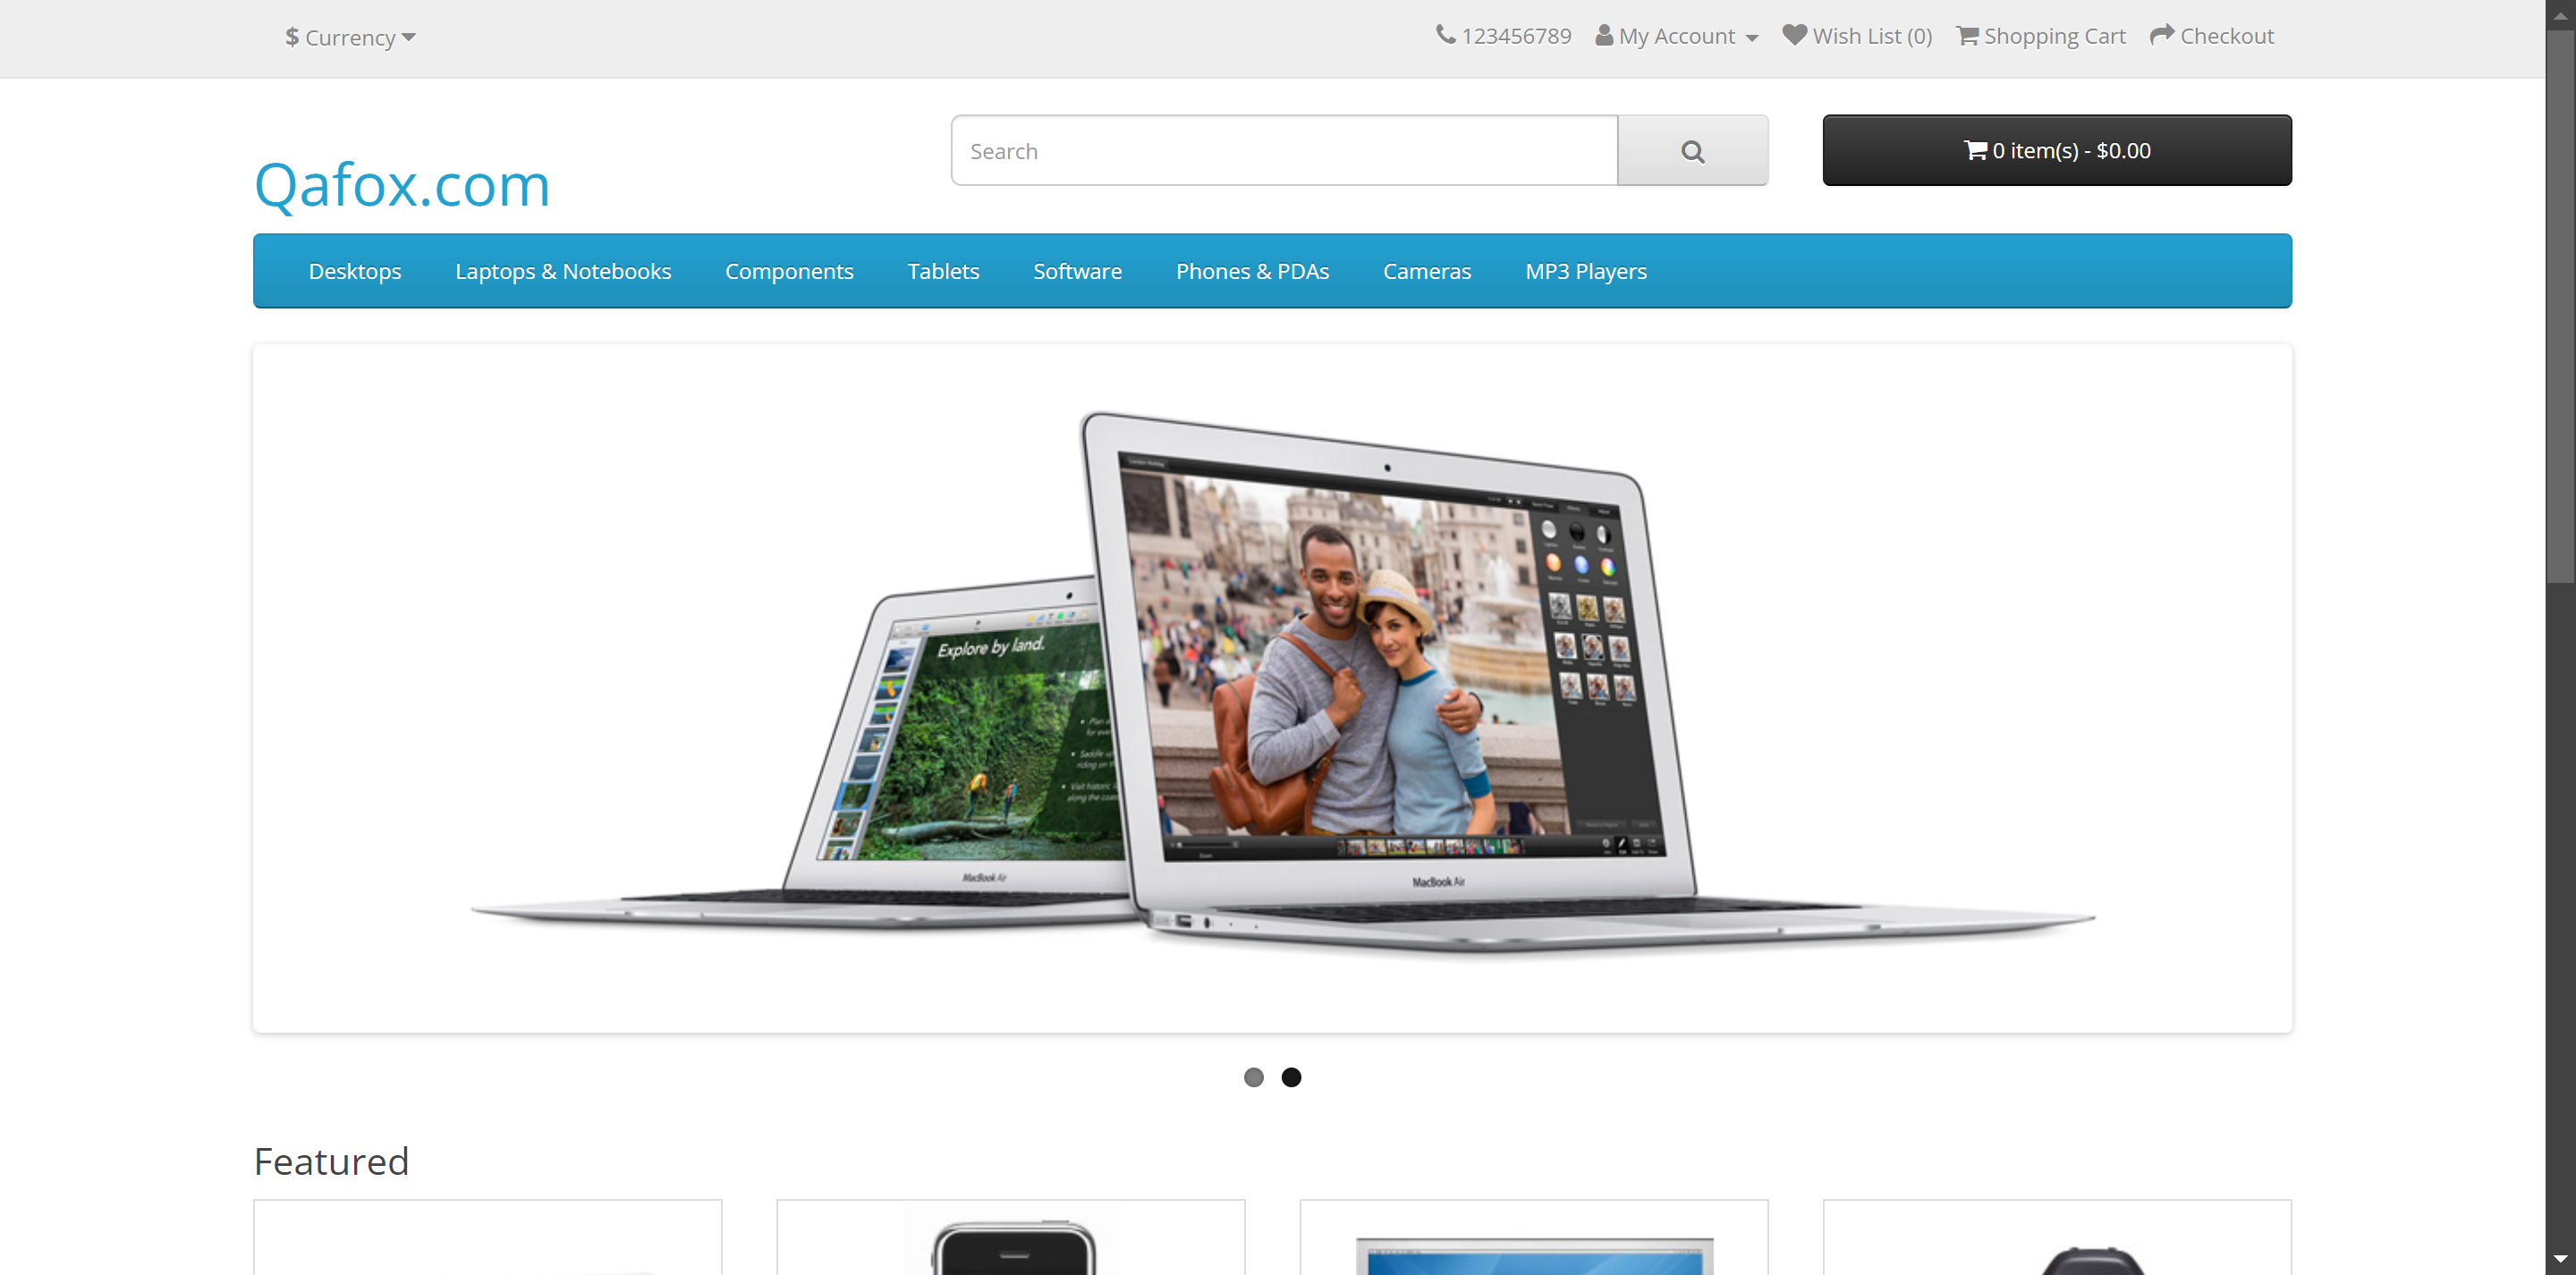 $ Currency
123456789 My Account Wish List (0) Shopping Cart Checkout
Search
0 item(s) - $0.00
Qafox.com
Desktops Laptops & Notebooks Components Tablets Software Phones & PDAs Cameras MP3 Players
Explore by land.
MacBook Air
MacBook Air
Featured